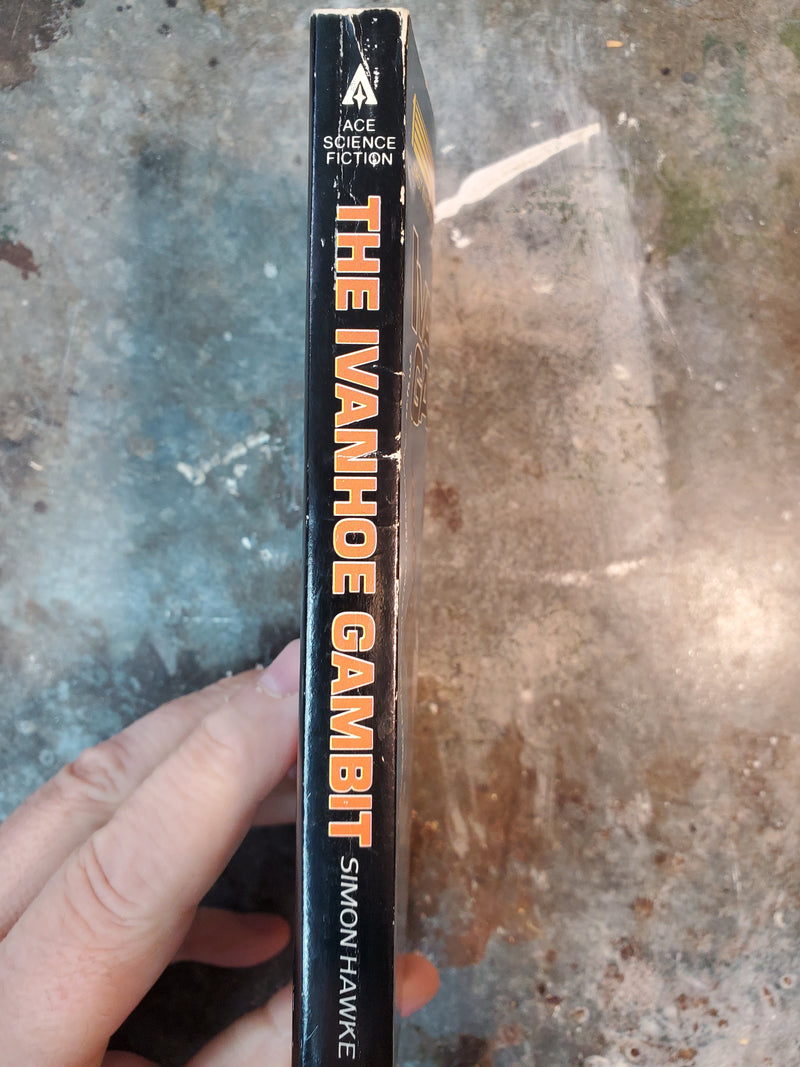 ACE
SCIENCE
FICTION
THE IVANHOE GAMBIT
SIMON HAWKE